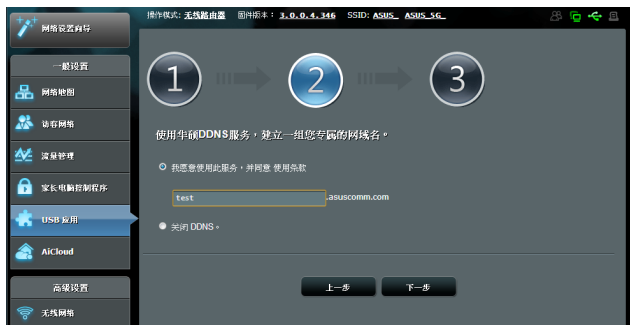 操作模式: 无线路由器 固件版本: 3.0.0.4.346 SSID: ASUS_ ASUS_5G_
网络设置向导
一般设置
网络地图
访客网络
流量管理
家长电脑控制程序
USB 应用
AiCloud
高级设置
无线网络
1 2 3
使用华硕DDNS服务,建立一组您专属的网域名。
我愿意使用此服务,并同意 使用条款
test .asuscomm.com
关闭 DDNS。
上一步 下一步